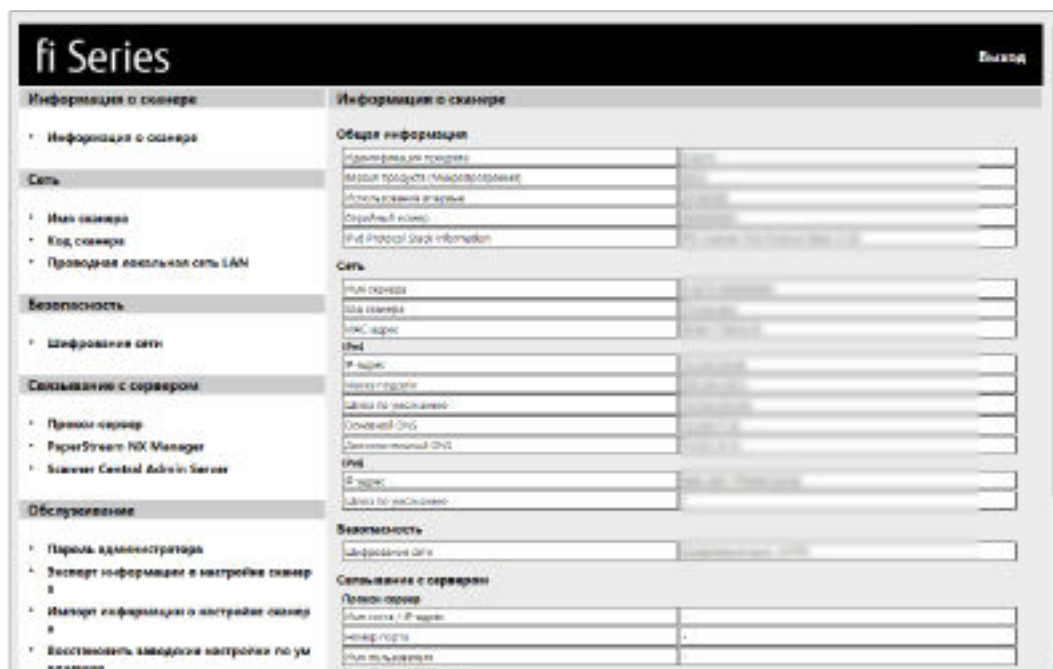 fi Series
Выход
Информация о сканере
Информация о сканере
Сеть
Имя сканера
Код сканера
Проводная локальная сеть LAN
Безопасность
Шифрование сети
Связывание с сервером
Прокси-сервер
PaperStream NX Manager
Scanner Central Admin Server
Обслуживание
Пароль администратора
Экспорт информации о настройке сканер
а
Импорт информации о настройке сканер
а
Восстановить заводские настройки по ум
Информация о сканере
Общая информация
Идентификация продукта
Версия продукта (Микропрограмма)
Использование впервые
Серийный номер
IPv6 Protocol Stack Information
Сеть
Имя сканера
Код сканера
MAC-адрес
IPv4
IP-адрес
Маска подсети
Шлюз по умолчанию
Основной DNS
Дополнительный DNS
IPv6
IP-адрес
Шлюз по умолчанию
-
Безопасность
Шифрование сети
Связывание с сервером
Прокси-сервер
Имя хоста / IP-адрес
-
Номер порта
-
Имя пользователя
-